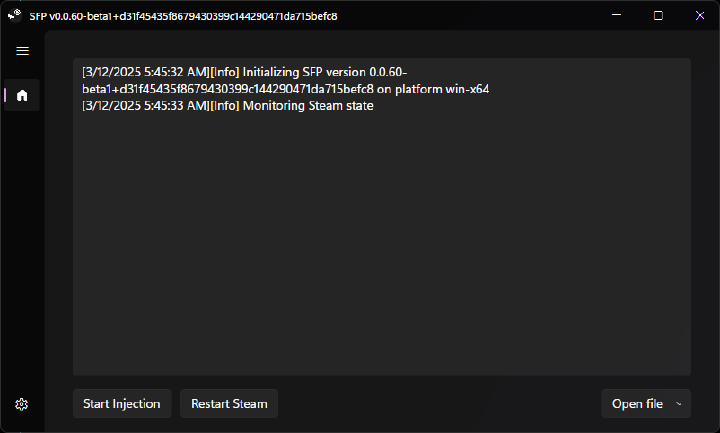 SFP v0.0.60-beta1+d31f45435f8679430399c144290471da715befc8
[3/12/2025 5:45:32 AM][Info] Initializing SFP version 0.0.60-
beta1+d31f45435f8679430399c144290471da715befc8 on platform win-x64
[3/12/2025 5:45:33 AM][Info] Monitoring Steam state
Start Injection
Restart Steam
Open file